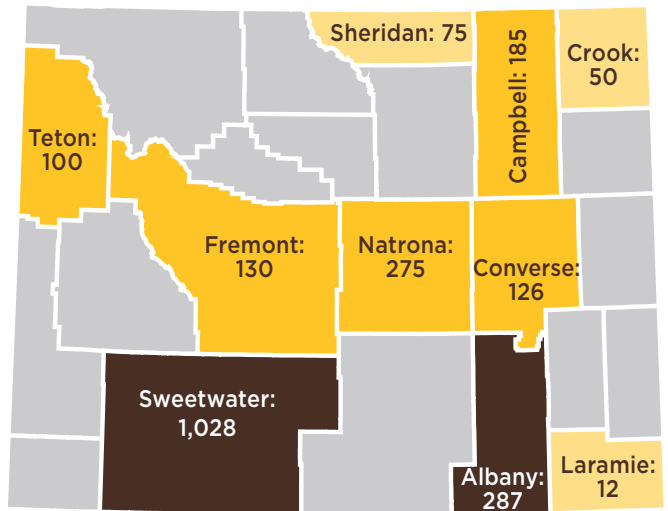 Sheridan: 75
Campbell: 185
Crook:
50
Teton:
100
Fremont:
130
Natrona:
275
Converse:
126
Sweetwater:
1,028
Albany:
287
Laramie:
12